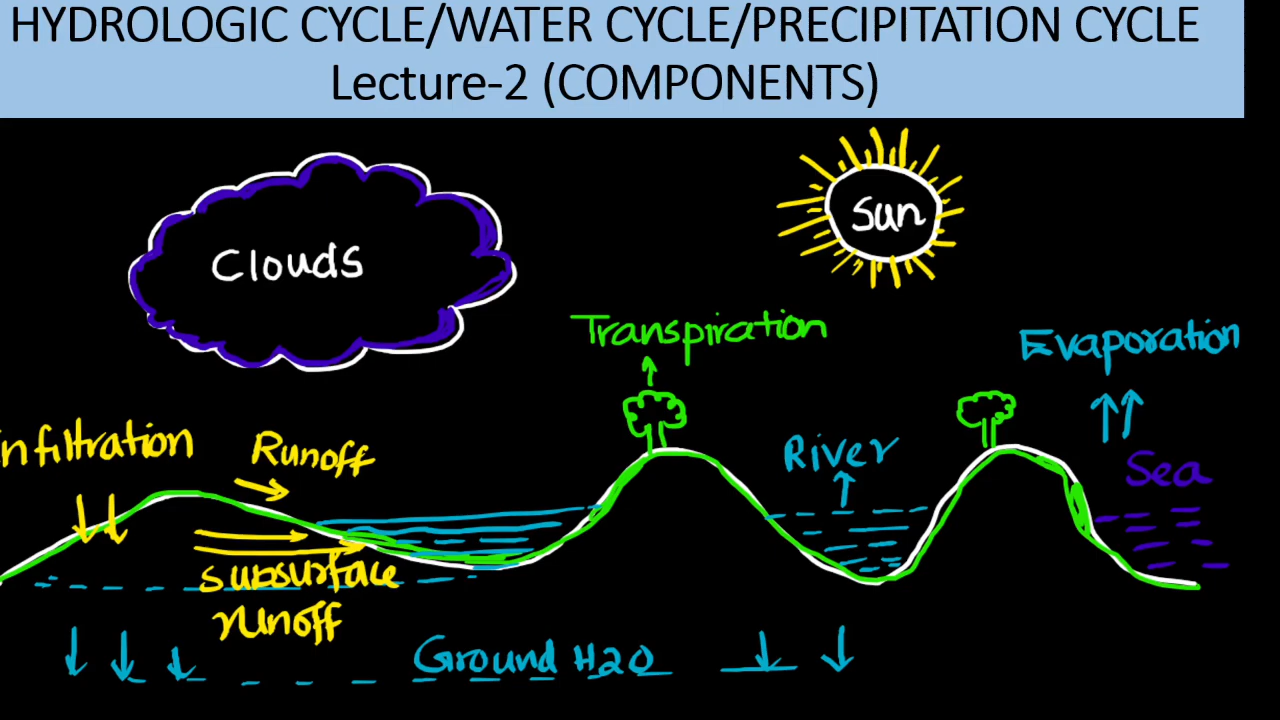 HYDROLOGIC CYCLE/WATER CYCLE/PRECIPITATION CYCLE
Lecture-2 (COMPONENTS)
Sun
Clouds
Transpiration
Evaporation
nfiltration
Runoff
River
Sea
Subsurface
runoff
Ground H2O